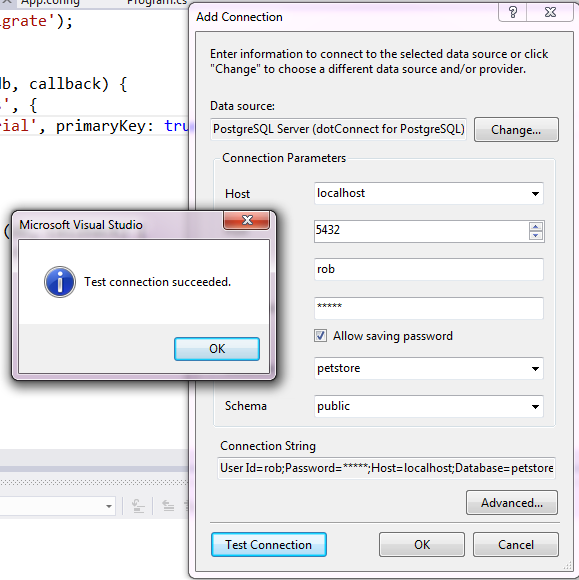 App.config
Program.cs
igrate');
db, callback) {
', {
rial', primaryKey: tru
(
Add Connection
Enter information to connect to the selected data source or click
"Change" to choose a different data source and/or provider.
Data source:
PostgreSQL Server (dotConnect for PostgreSQL)
Change...
Connection Parameters
Host
localhost
5432
rob
*****
Allow saving password
petstore
Schema
public
Connection String
User Id=rob;Password=*****;Host=localhost;Database=petstore
Advanced...
Test Connection
OK
Cancel
Microsoft Visual Studio
Test connection succeeded.
OK